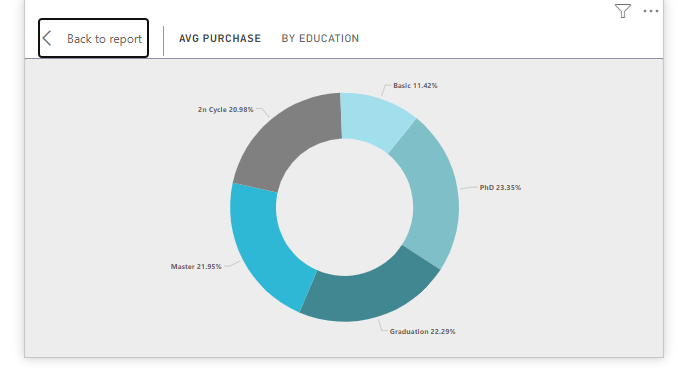 Back to report
AVG PURCHASE
BY EDUCATION
Basic 11.42%
2n Cycle 20.98%
PhD 23.35%
Master 21.95%
Graduation 22.29%